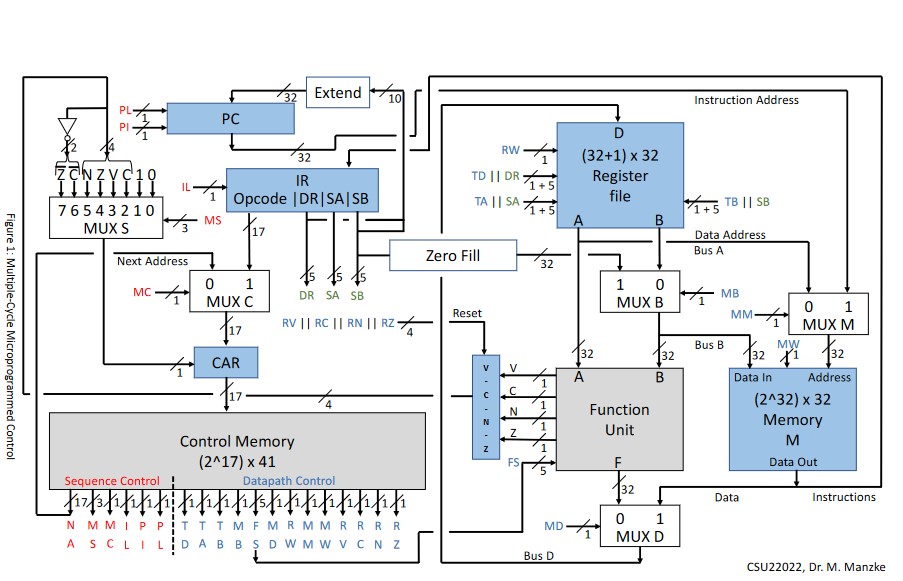 Extend
32
10
Instruction Address
PL
1
PI
1
PC
32
2
4
Z C N Z V C 1 0
7 6 5 4 3 2 1 0
MUX S
3
MS
IL
1
IR
Opcode |DR|SA|SB
17
D
(32+1) x 32
Register
file
A
B
RW
1
TD || DR
1 + 5
TA || SA
1 + 5
1 + 5
TB || SB
Data Address
Bus A
Zero Fill
32
Next Address
MC
1
0 1
MUX C
17
5
5
5
DR SA SB
RV || RC || RN || RZ
4
Reset
1 0
MUX B
1
MB
MM
1
0 1
MUX M
Bus B
32
32
32
MW
1
32
CAR
1
17
4
V
-
C
-
N
-
Z
V
1
C
1
N
1
Z
1
FS
5
A
B
Function
Unit
F
32
Data In
Address
(2^32) x 32
Memory
M
Data Out
Data
Instructions
Control Memory
(2^17) x 41
Sequence Control
Datapath Control
17 3 1 1 1 1 1 1 1 1 5 1 1 1 1 1 1 1 1
N M M I P P T T T M F M R M M R R R R
A S C L I L D A B B S D W M W V C N Z
MD
1
0 1
MUX D
Bus D
CSU22022, Dr. M. Manzke
Figure 1: Multiple-Cycle Microprogrammed Control